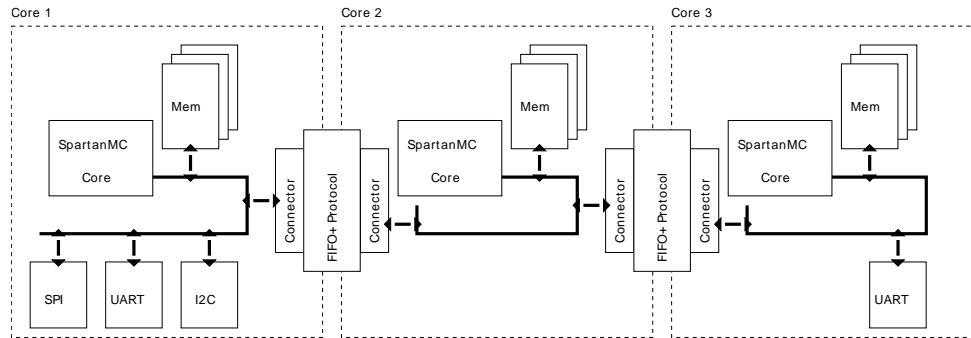 Core 1
Core 2
Core 3
Mem
SpartanMC
Core
Connector
FIFO+ Protocol
Connector
SPI
UART
I2C
Mem
SpartanMC
Core
Connector
FIFO+ Protocol
Connector
Mem
SpartanMC
Core
UART